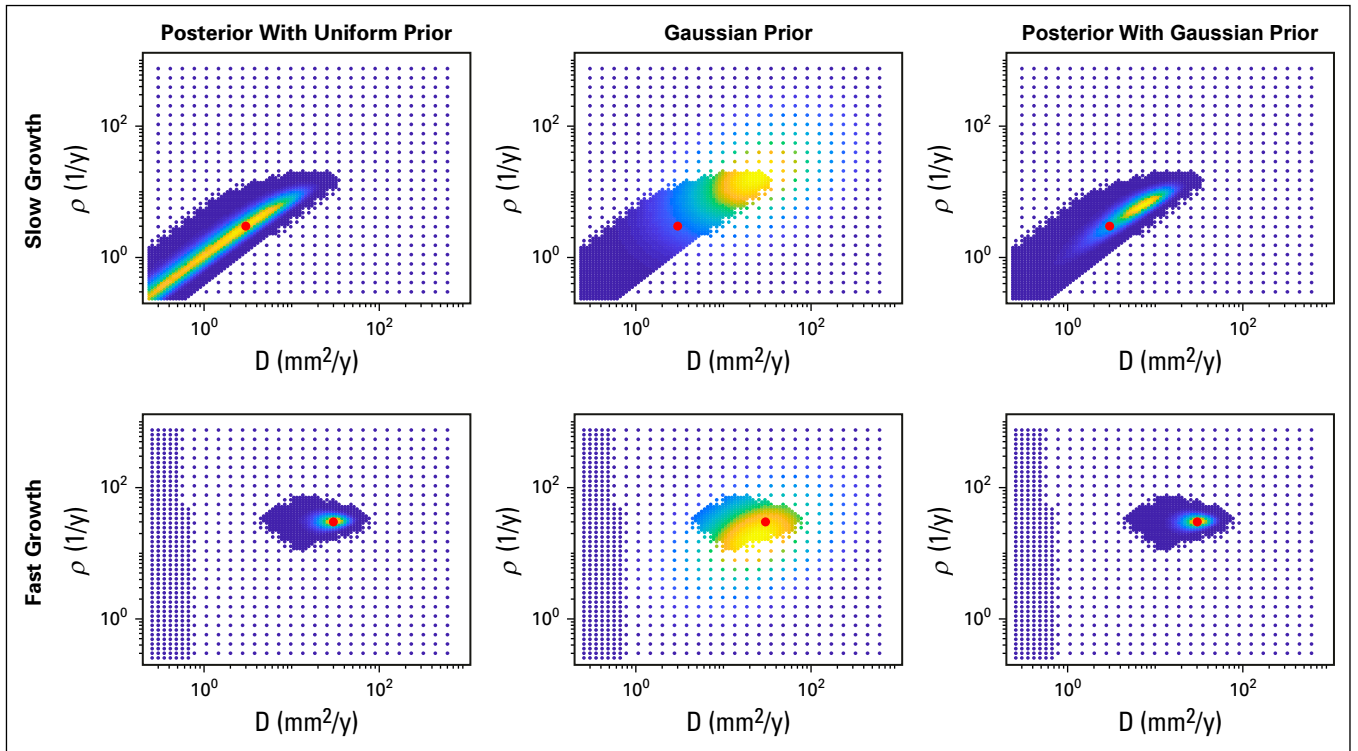 Posterior With Uniform Prior
Gaussian Prior
Posterior With Gaussian Prior
Slow Growth
ρ (1/y)
10²
10⁰
10⁰
10²
D (mm²/y)
ρ (1/y)
10²
10⁰
10⁰
10²
D (mm²/y)
ρ (1/y)
10²
10⁰
10⁰
10²
D (mm²/y)
Fast Growth
ρ (1/y)
10²
10⁰
10⁰
10²
D (mm²/y)
ρ (1/y)
10²
10⁰
10⁰
10²
D (mm²/y)
ρ (1/y)
10²
10⁰
10⁰
10²
D (mm²/y)